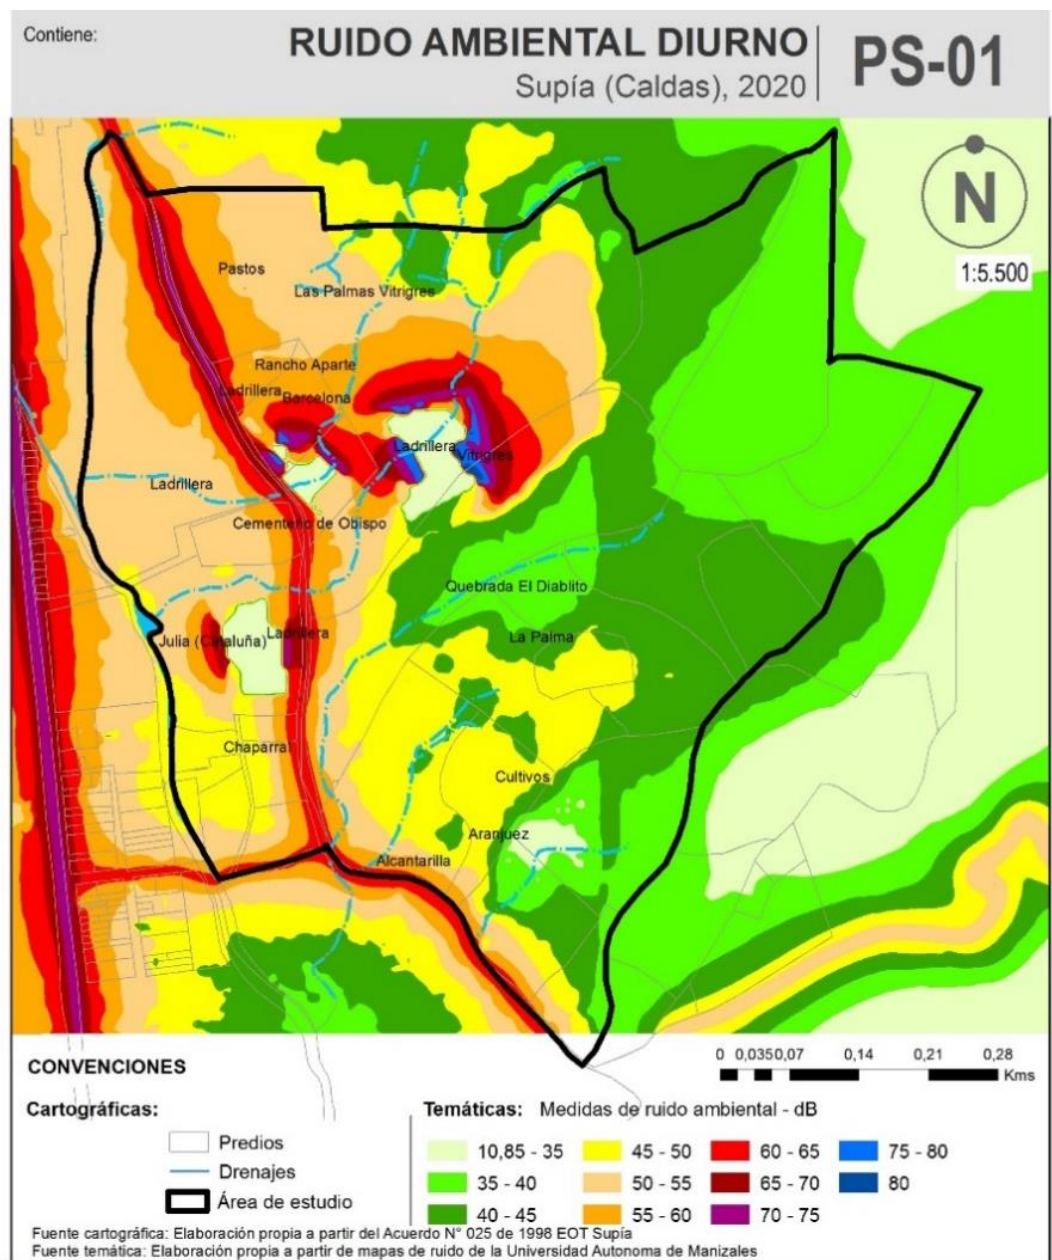 Contiene:
RUIDO AMBIENTAL DIURNO
Supía (Caldas), 2020
PS-01
N
1:5.500
Pastos
Las Palmas Vitrigres
Rancho Aparte
Ladrillera
Barcelona
Ladrillera
Vitrigres
Ladrillera
Cementerio de Obispo
Quebrada El Diablito
La Palma
Julia (Cataluña)
Ladrillera
Chaparral
Cultivos
Aranjuez
Alcantarilla
CONVENCIONES
0 0,035 0,07 0,14 0,21 0,28
Kms
Cartográficas:
Predios
Drenajes
Área de estudio
Temáticas: Medidas de ruido ambiental - dB
10,85 - 35 45 - 50 60 - 65 75 - 80
35 - 40 50 - 55 65 - 70 80
40 - 45 55 - 60 70 - 75
Fuente cartográfica: Elaboración propia a partir del Acuerdo N° 025 de 1998 EOT Supía
Fuente temática: Elaboración propia a partir de mapas de ruido de la Universidad Autonoma de Manizales